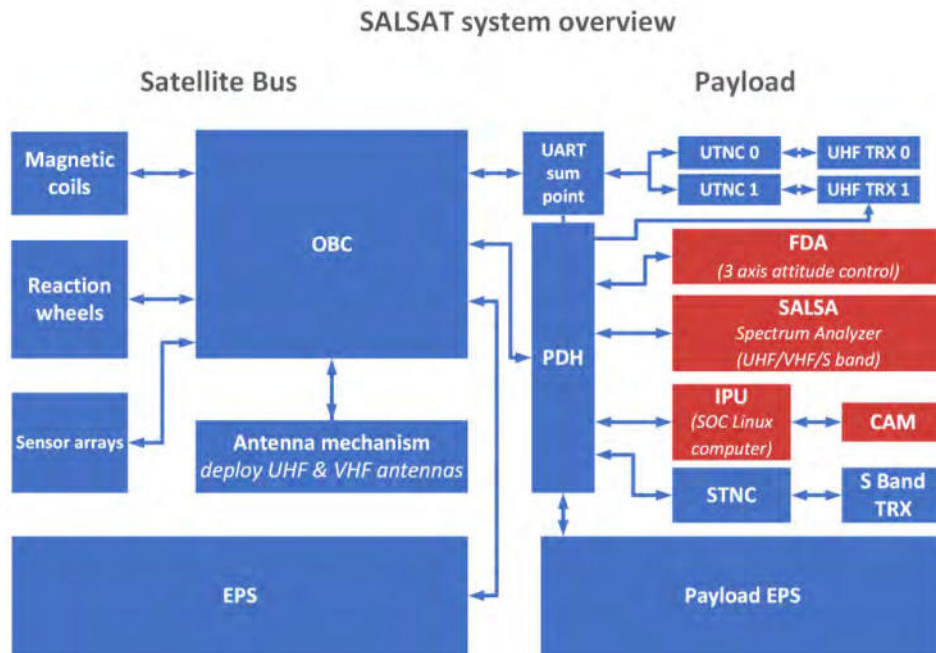 SALSAT system overview
Satellite Bus
Payload
Magnetic
coils
OBC
UART
sum
point
UTNC 0
UHF TRX 0
UTNC 1
UHF TRX 1
Reaction
wheels
PDH
FDA
(3 axis attitude control)
SALSA
Spectrum Analyzer
(UHF/VHF/S band)
Sensor arrays
Antenna mechanism
deploy UHF & VHF antennas
IPU
(SOC Linux
computer)
CAM
STNC
S Band
TRX
EPS
Payload EPS